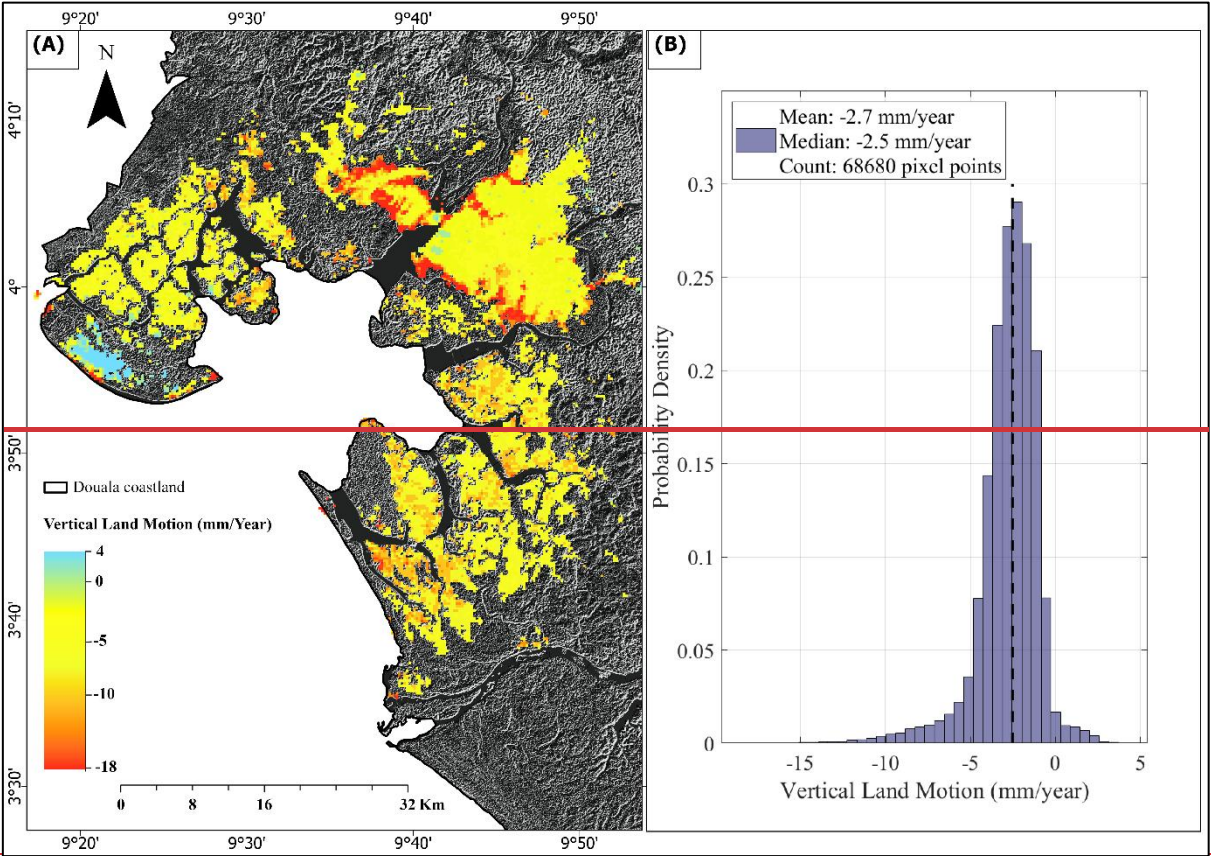 9°20' 9°30' 9°40' 9°50'
(A)
N
4°10'
4°
3°50'
3°40'
3°30'
Douala coastland
Vertical Land Motion (mm/Year)
4
0
-5
-10
-18
0 8 16 32 Km
9°20' 9°30' 9°40' 9°50'
(B)
Mean: -2.7 mm/year
Median: -2.5 mm/year
Count: 68680 pixel points
Probability Density
0.3
0.25
0.2
0.15
0.1
0.05
0
-15 -10 -5 0 5
Vertical Land Motion (mm/year)